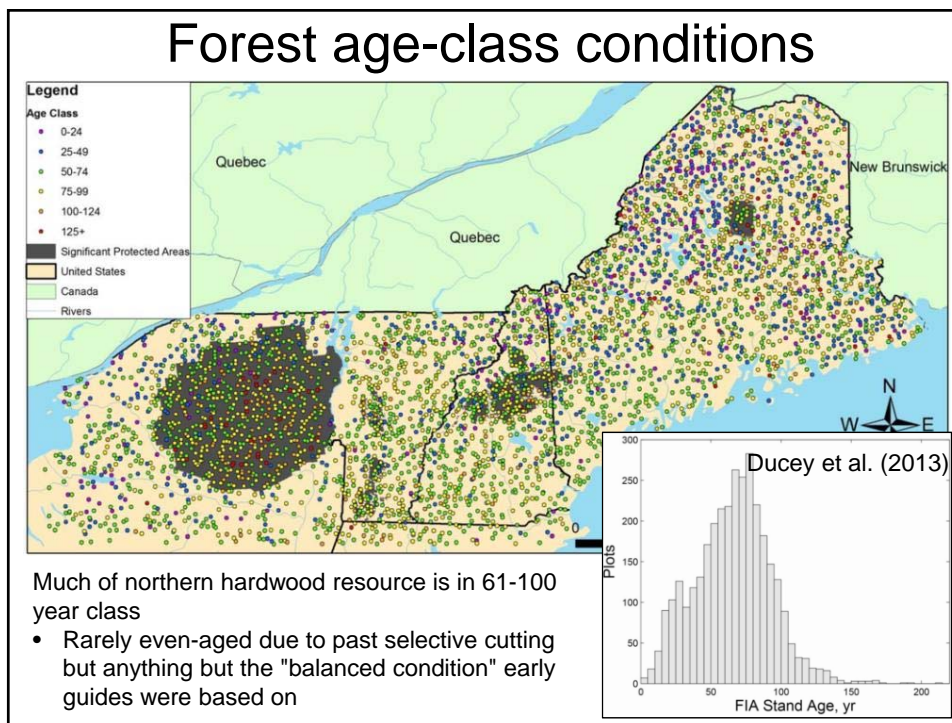 Forest age-class conditions
Legend
Age Class
0-24
25-49
50-74
75-99
100-124
125+
Significant Protected Areas
United States
Canada
Rivers
Quebec
Quebec
New Brunswick
N
W
E
0
Ducey et al. (2013)
300
250
200
150
100
50
0
Plots
0
50
100
150
200
FIA Stand Age, yr
Much of northern hardwood resource is in 61-100
year class
• Rarely even-aged due to past selective cutting
but anything but the "balanced condition" early
guides were based on